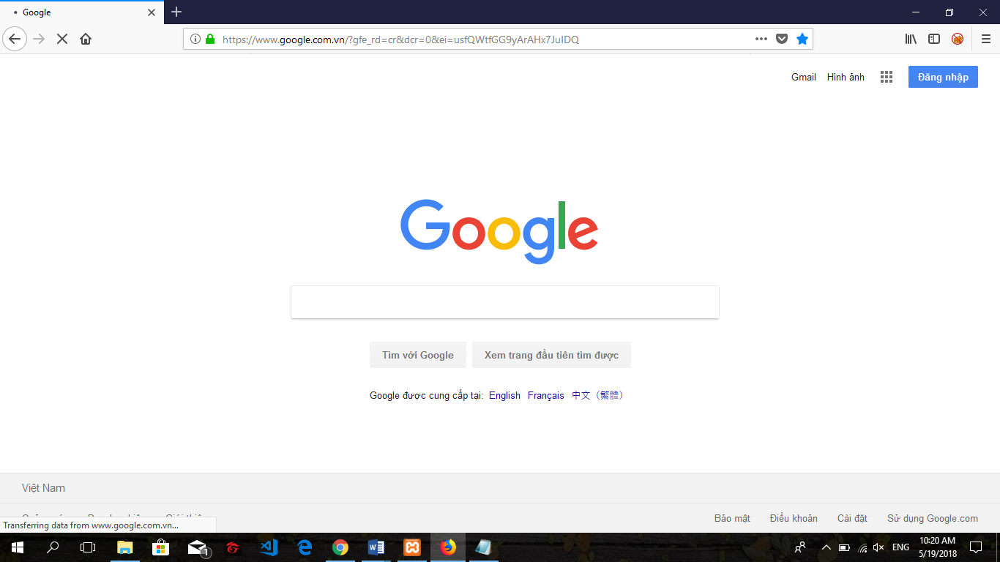 Google
https://www.google.com.vn/?gfe_rd=cr&dcr=0&ei=usfQWtfGG9yArAHx7JuIDQ
Gmail Hình ảnh Đăng nhập
Google
Tìm với Google Xem trang đầu tiên tìm được
Google được cung cấp tại: English Français 中文（繁體）
Việt Nam
Bảo mật Điều khoản Cài đặt Sử dụng Google.com
Transferring data from www.google.com.vn...
1
ENG
10:20 AM
5/19/2018